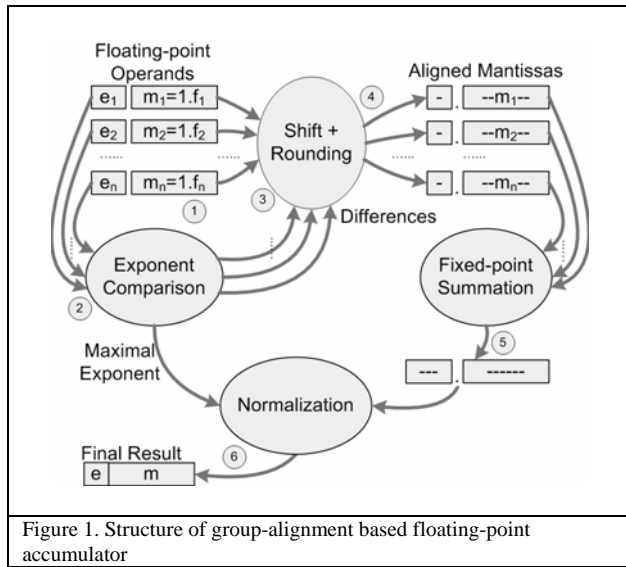 Floating-point
Operands
e1 m1=1.f1
e2 m2=1.f2
...... ......
en mn=1.fn
1
2
3
Shift +
Rounding
4
Aligned Mantissas
- . --m1--
- . --m2--
...... ......
- . --mn--
Differences
Exponent
Comparison
Fixed-point
Summation
5
Maximal
Exponent
--- . ------
Normalization
6
Final Result
e m
Figure 1. Structure of group-alignment based floating-point
accumulator